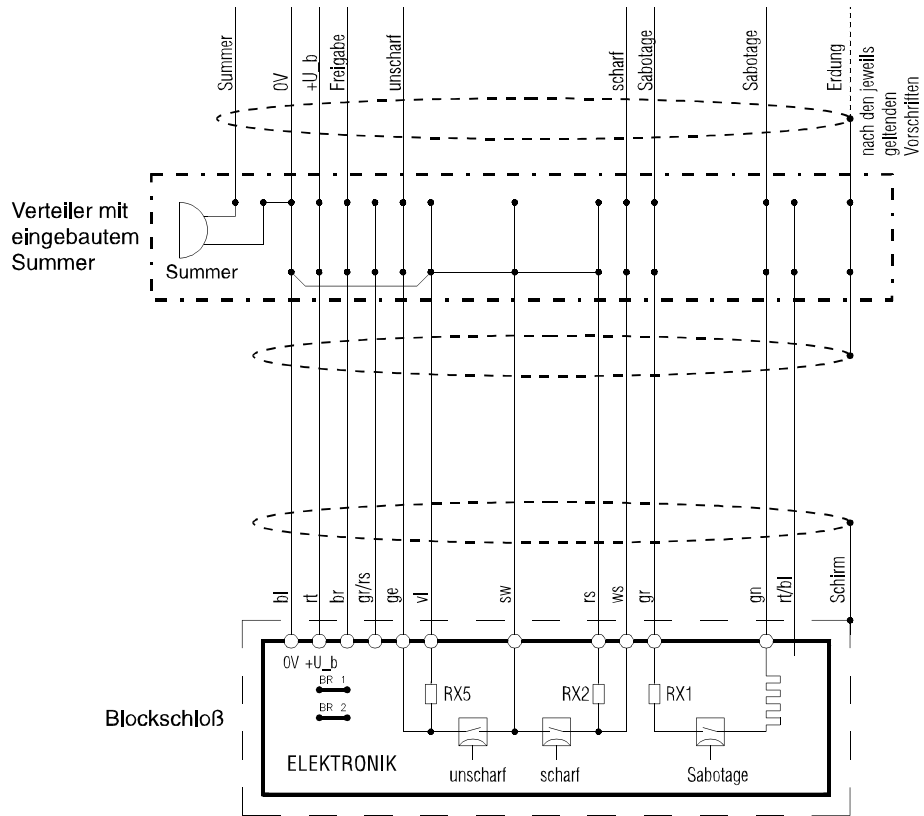 Summer
0V
+U_b
Freigabe
unscharf
scharf
Sabotage
Sabotage
Erdung
nach den jeweils
geltenden
Vorschriften
Verteiler mit
eingebautem
Summer
Summer
bl
rt
br
gr/rs
ge
vl
sw
rs
ws
gr
gn
rt/bl
Schirm
0V +U_b
BR 1
BR 2
RX5
RX2
RX1
Blockschloß
ELEKTRONIK
unscharf
scharf
Sabotage